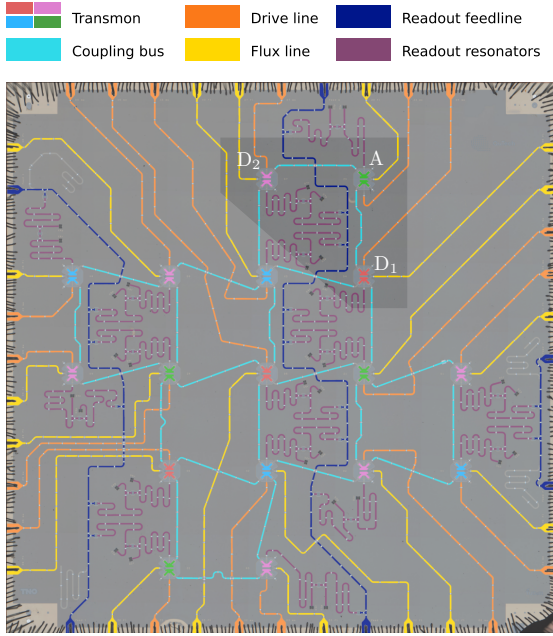 Transmon Drive line Readout feedline
Coupling bus Flux line Readout resonators
D2 A
D1